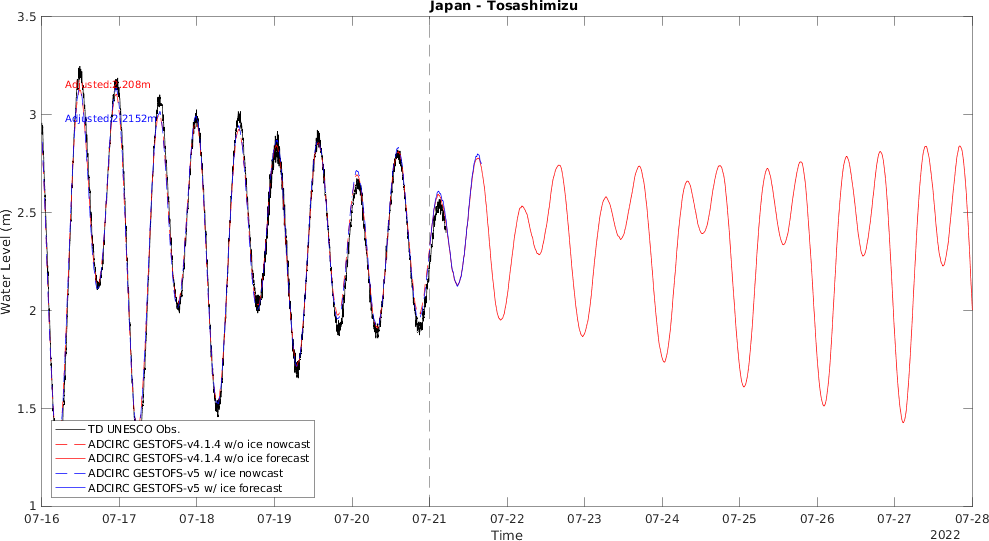 Japan - Tosashimizu
3.5
3
2.5
2
1.5
1
Water Level (m)
Adjusted:2.2152m
TD UNESCO Obs.
ADCIRC GESTOFS-v4.1.4 w/o ice nowcast
ADCIRC GESTOFS-v4.1.4 w/o ice forecast
ADCIRC GESTOFS-v5 w/ ice nowcast
ADCIRC GESTOFS-v5 w/ ice forecast
07-16 07-17 07-18 07-19 07-20 07-21 07-22 07-23 07-24 07-25 07-26 07-27 07-28
Time
2022